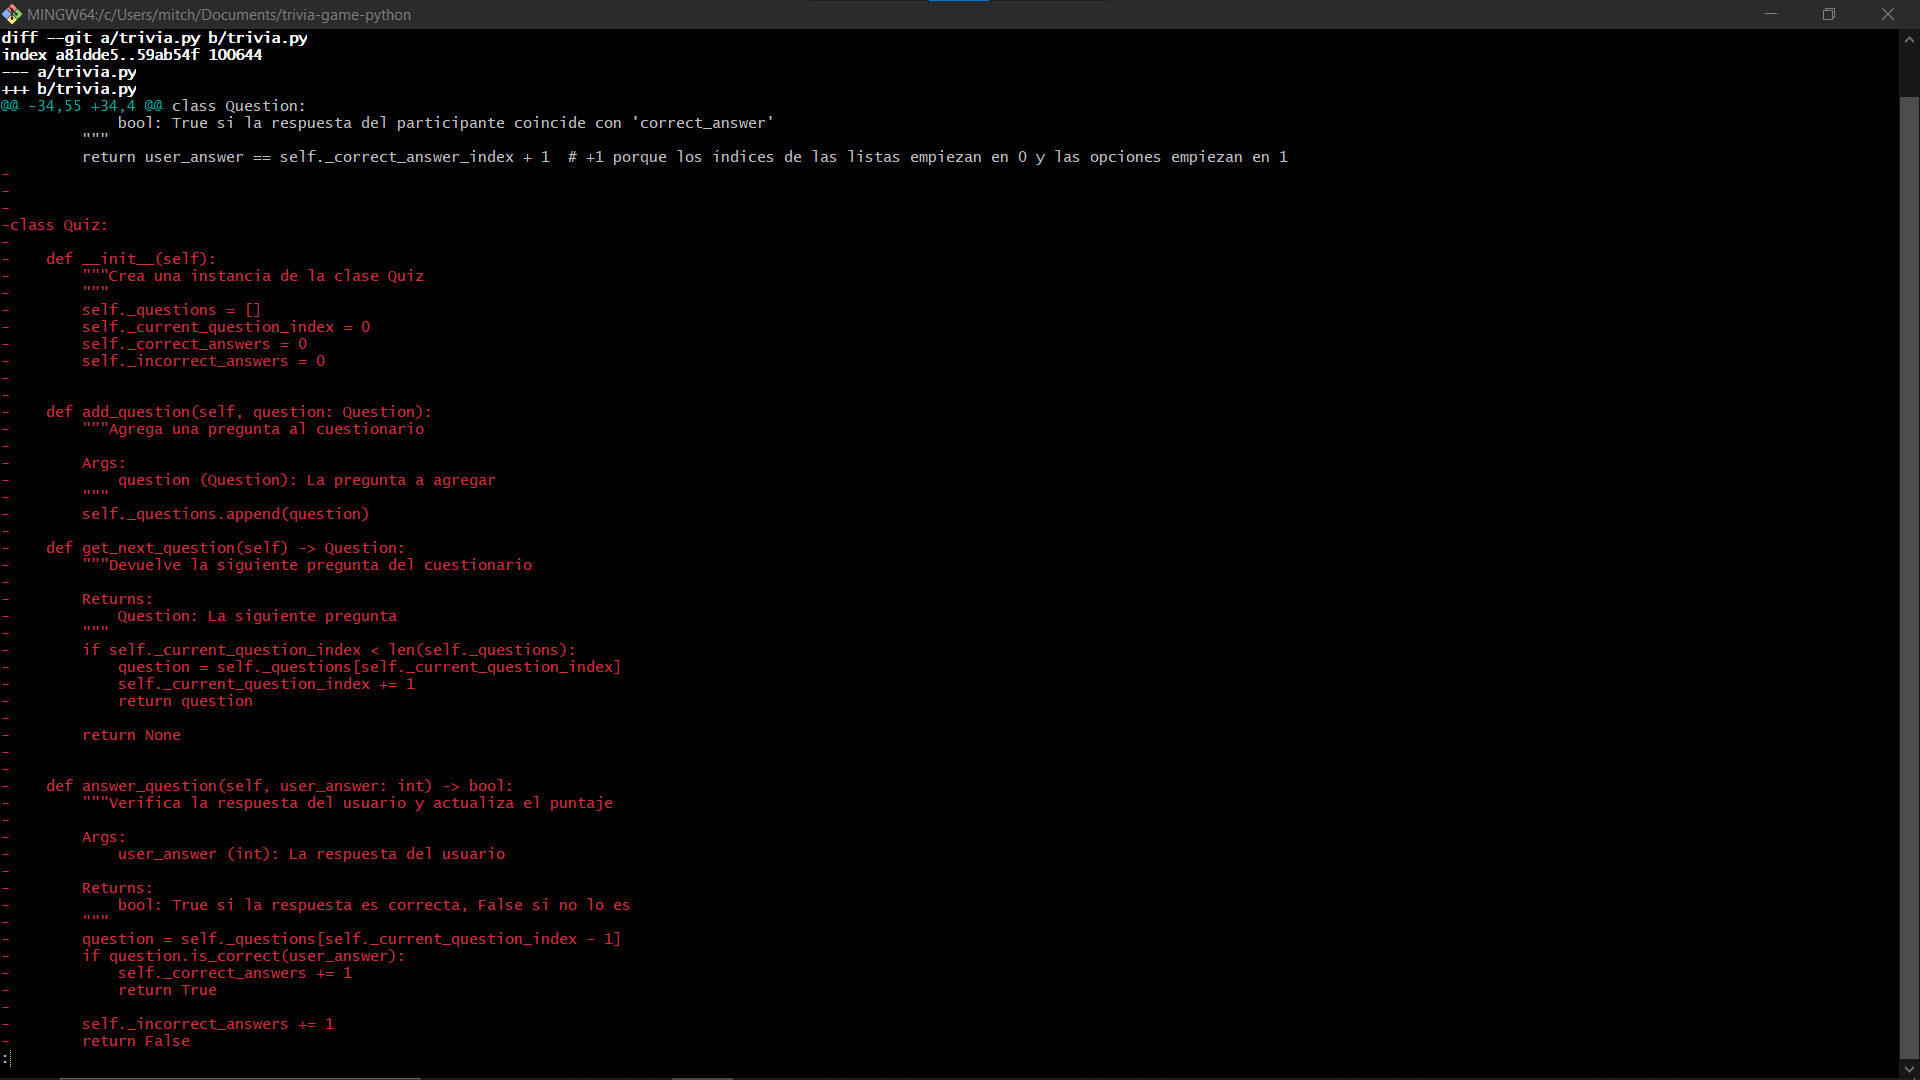 MINGW64:/c/Users/mitch/Documents/trivia-game-python
diff --git a/trivia.py b/trivia.py
index a81dde5..59ab54f 100644
--- a/trivia.py
+++ b/trivia.py
@@ -34,55 +34,4 @@ class Question:
             bool: True si la respuesta del participante coincide con 'correct_answer'
         """
         return user_answer == self._correct_answer_index + 1  # +1 porque los índices de las listas empiezan en 0 y las opciones empiezan en 1
-
-
-
-class Quiz:
-
-    def __init__(self):
-        """Crea una instancia de la clase Quiz
-        """
-        self._questions = []
-        self._current_question_index = 0
-        self._correct_answers = 0
-        self._incorrect_answers = 0
-
-
-    def add_question(self, question: Question):
-        """Agrega una pregunta al cuestionario
-
-        Args:
-            question (Question): La pregunta a agregar
-        """
-        self._questions.append(question)
-
-    def get_next_question(self) -> Question:
-        """Devuelve la siguiente pregunta del cuestionario
-
-        Returns:
-            Question: La siguiente pregunta
-        """
-        if self._current_question_index < len(self._questions):
-            question = self._questions[self._current_question_index]
-            self._current_question_index += 1
-            return question
-
-        return None
-
-
-    def answer_question(self, user_answer: int) -> bool:
-        """Verifica la respuesta del usuario y actualiza el puntaje
-
-        Args:
-            user_answer (int): La respuesta del usuario
-
-        Returns:
-            bool: True si la respuesta es correcta, False si no lo es
-        """
-        question = self._questions[self._current_question_index - 1]
-        if question.is_correct(user_answer):
-            self._correct_answers += 1
-            return True
-
-        self._incorrect_answers += 1
-        return False
: